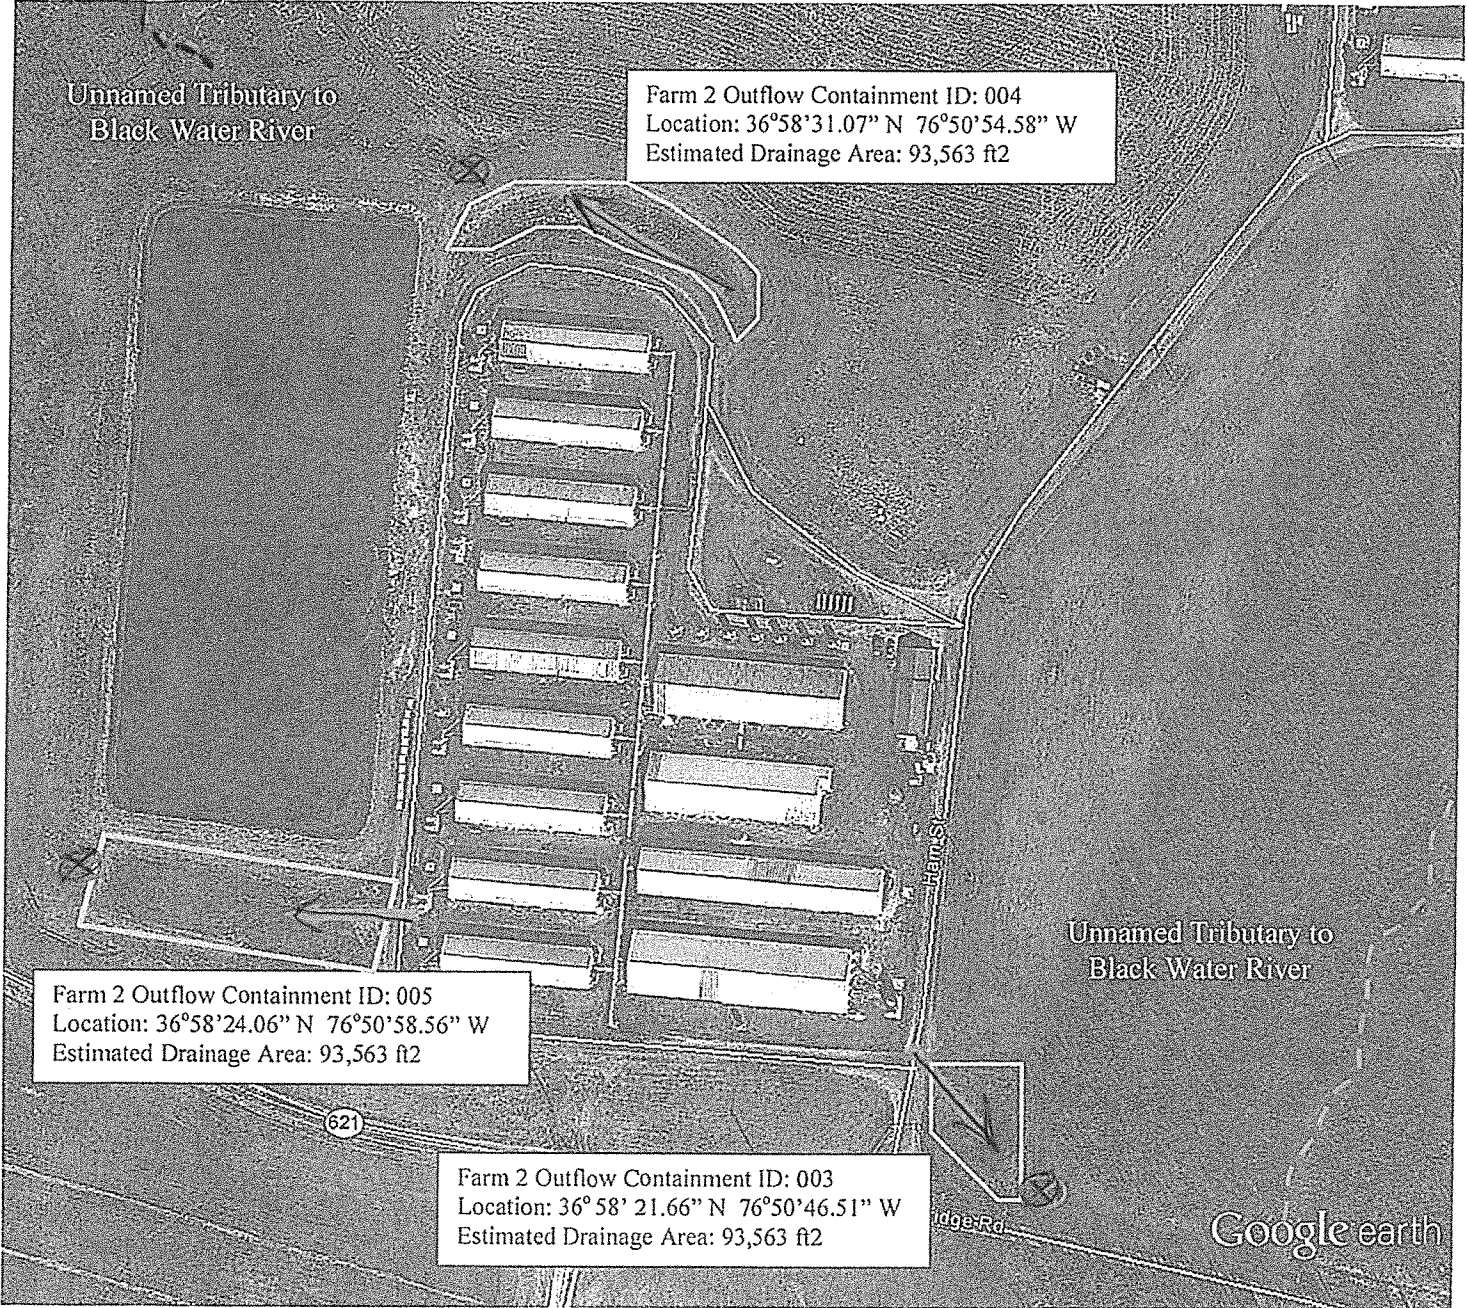 Unnamed Tributary to
Black Water River
Farm 2 Outflow Containment ID: 004
Location: 36°58'31.07” N 76°50'54.58” W
Estimated Drainage Area: 93,563 ft2
Ham St
Unnamed Tributary to
Black Water River
Farm 2 Outflow Containment ID: 005
Location: 36°58'24.06” N 76°50'58.56” W
Estimated Drainage Area: 93,563 ft2
621
Farm 2 Outflow Containment ID: 003
Location: 36° 58' 21.66” N 76°50'46.51” W
Estimated Drainage Area: 93,563 ft2
idge-Rd
Google earth